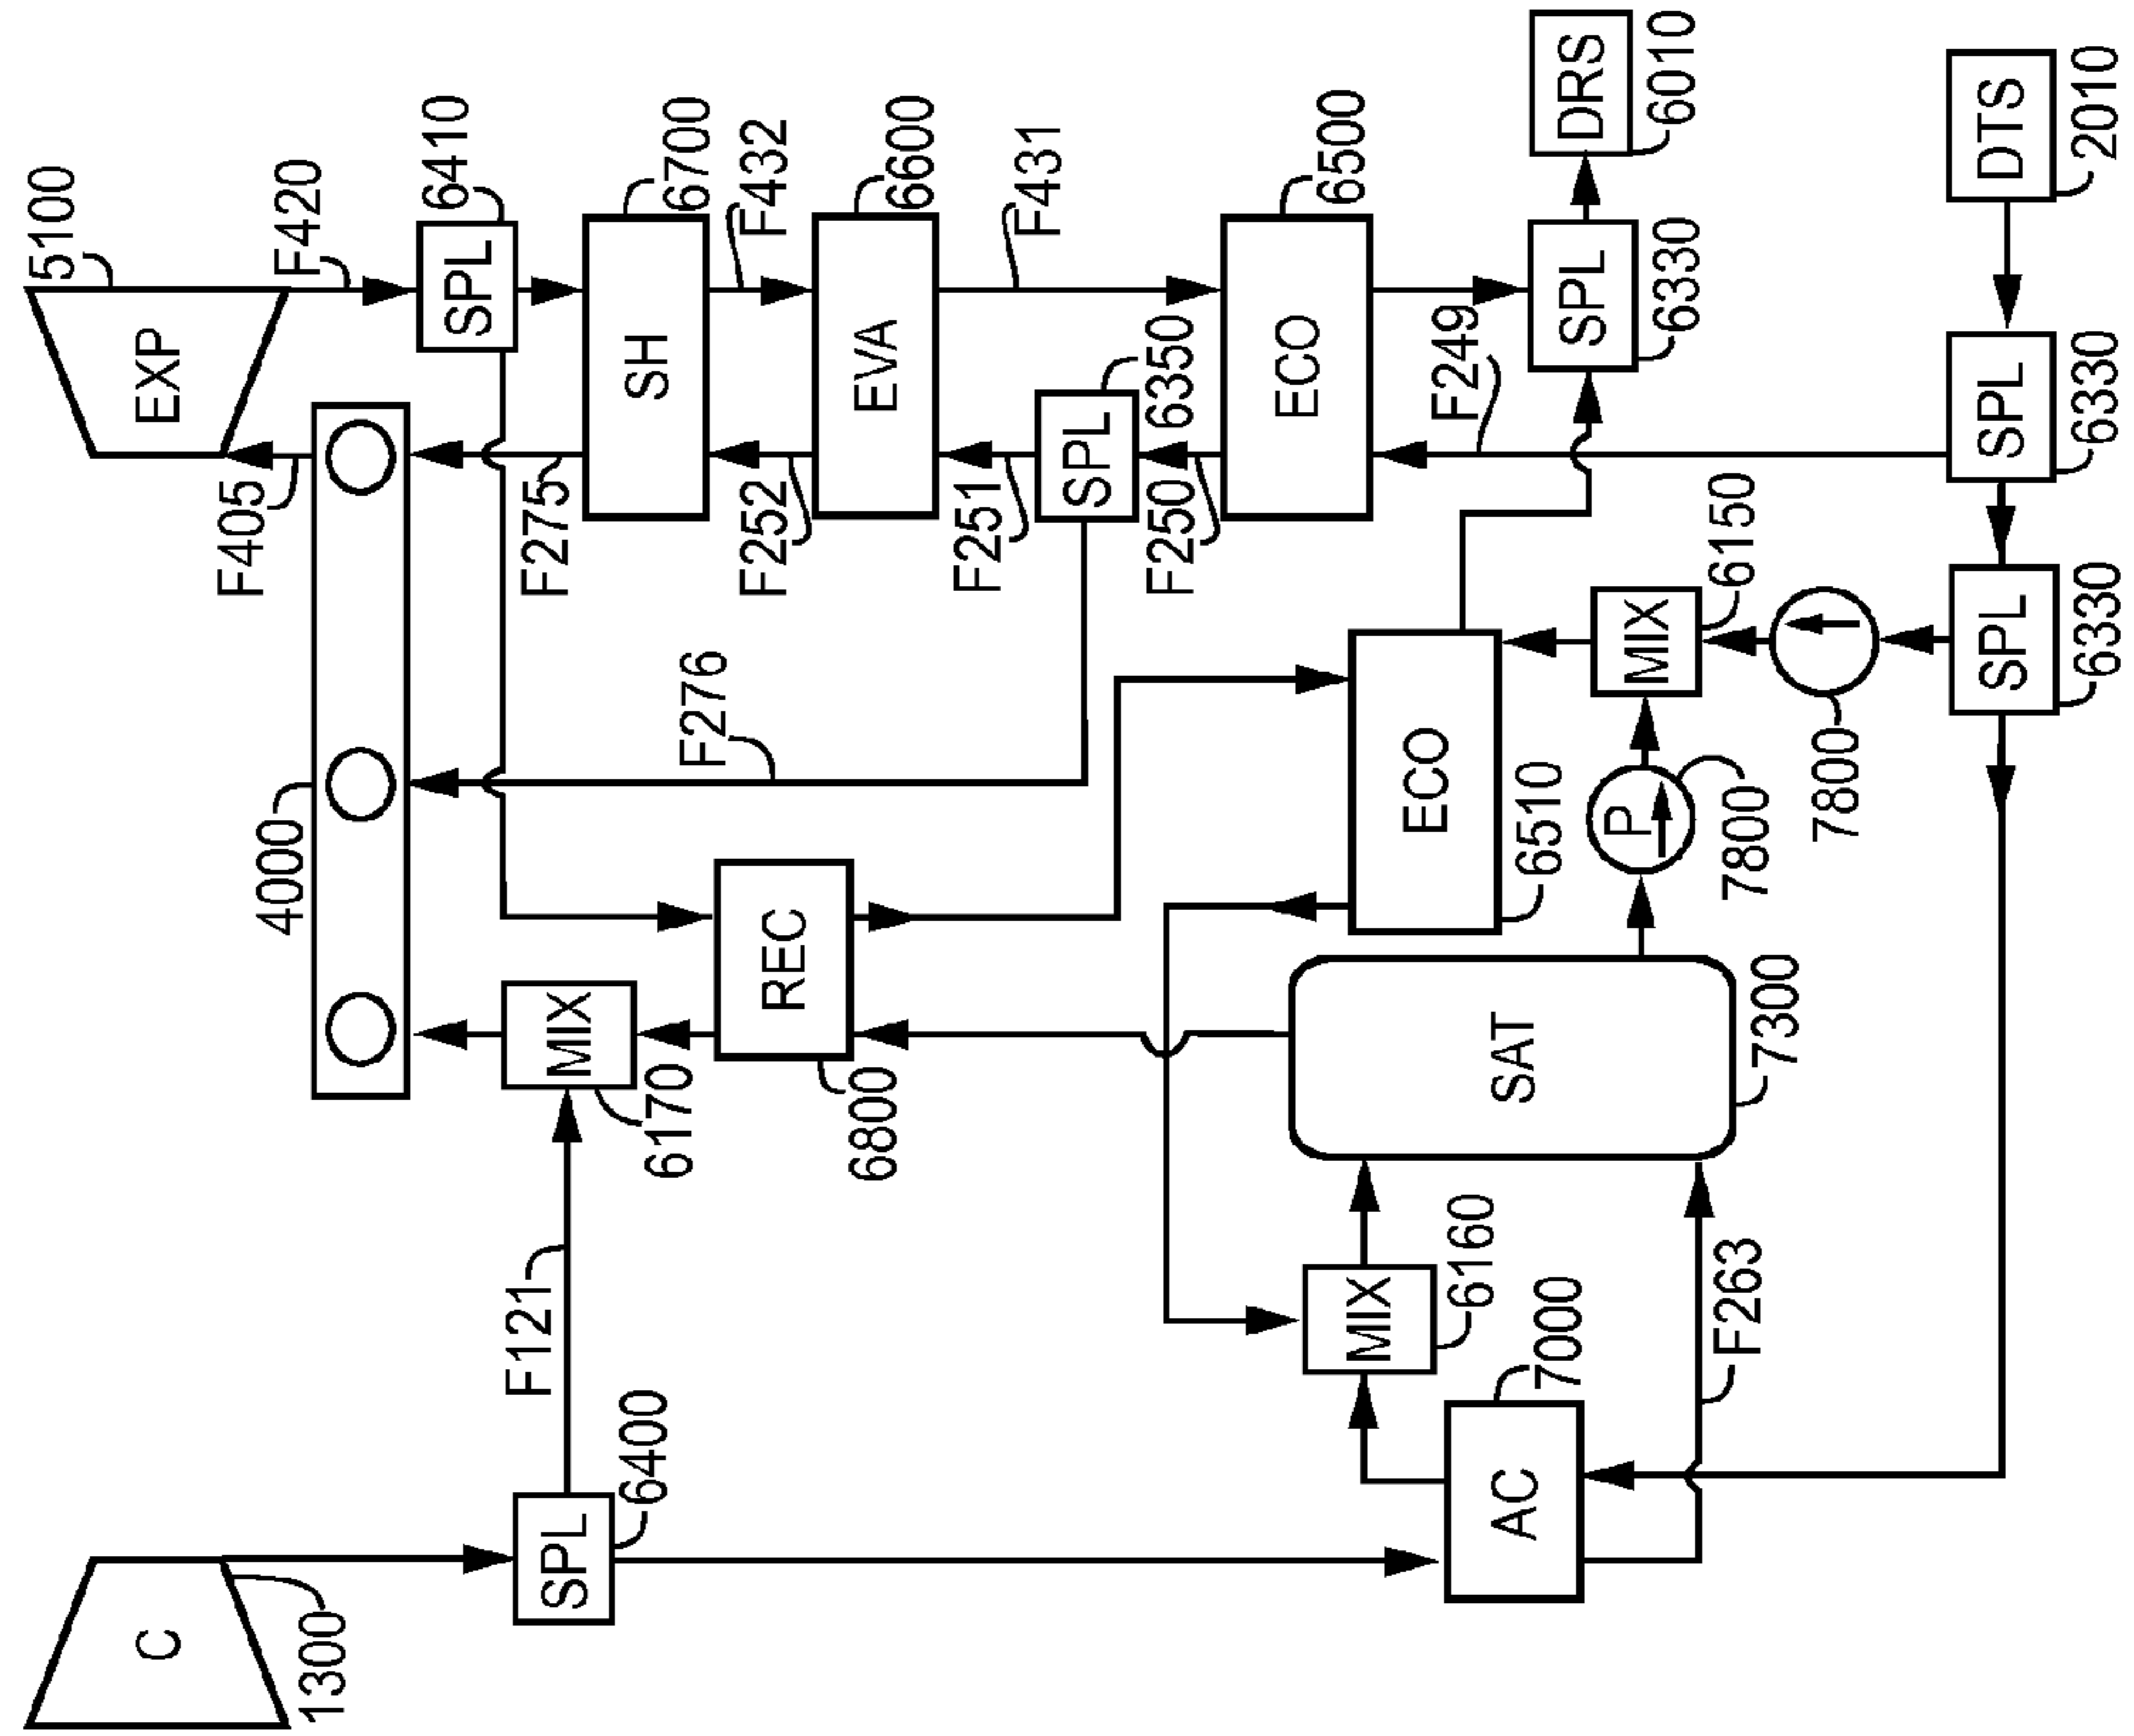 5100
EXP
F420
6410
SPL
F405
4000
SH
6700
F275
F432
EVA
6600
F252
F431
F251
SPL
6350
F250
ECO
6500
F249
DRS
6010
SPL
6330
DTS
2010
SPL
6330
SPL
6330
F276
MIX
6150
7800
P
7800
ECO
6510
REC
6800
MIX
6170
SAT
7300
F121
MIX
6160
F263
AC
7000
SPL
6400
C
1300